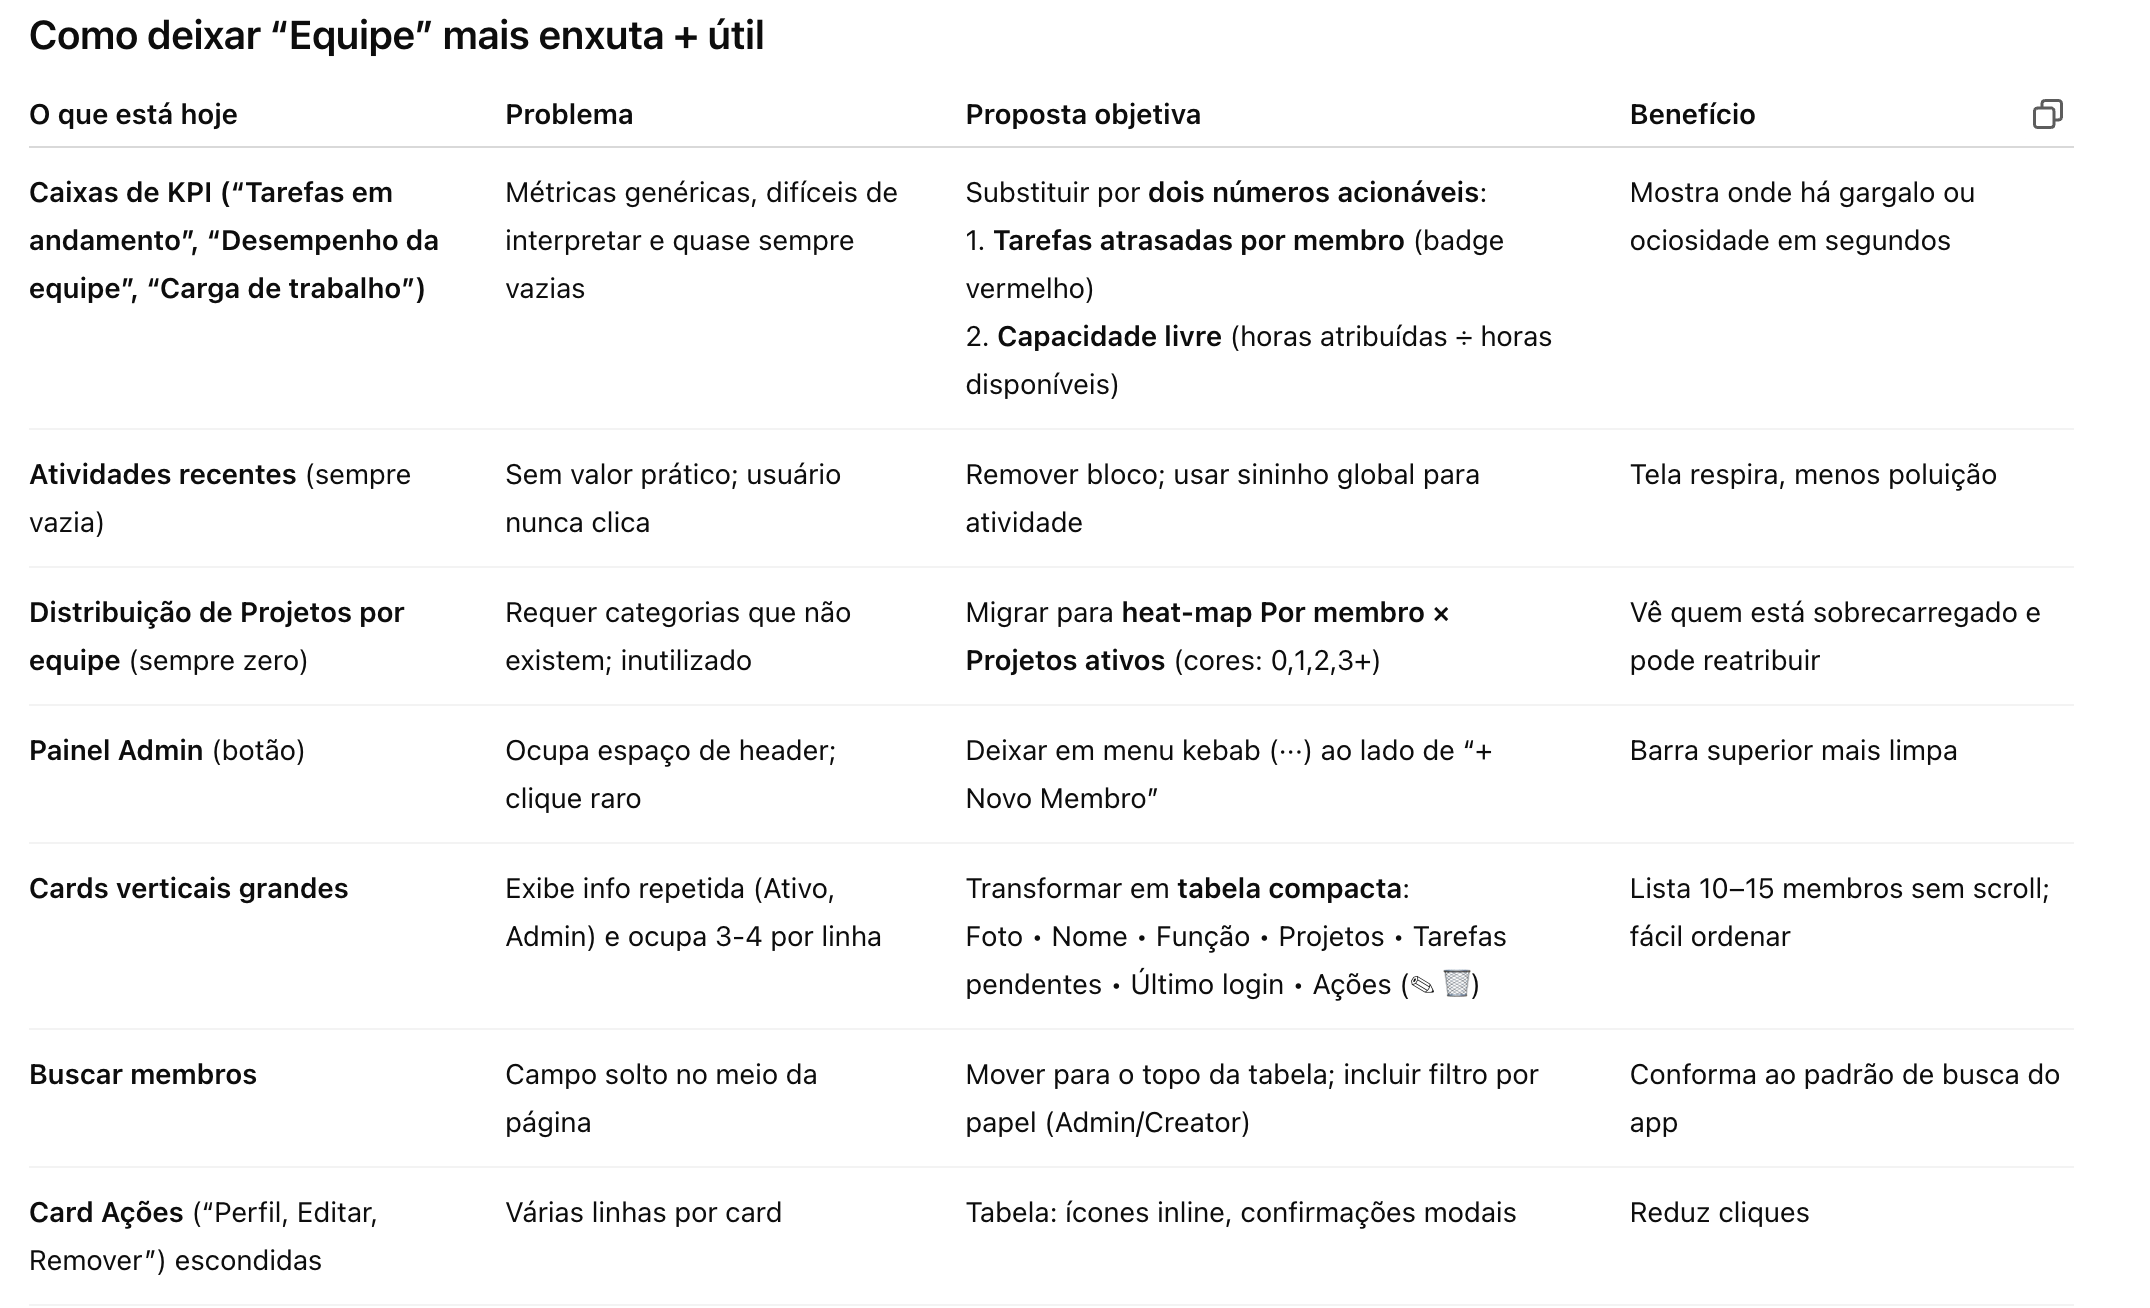 Como deixar “Equipe” mais enxuta + útil
O que está hoje
Problema
Proposta objetiva
Benefício
Caixas de KPI (“Tarefas em
andamento”, “Desempenho da
equipe”, “Carga de trabalho”)
Métricas genéricas, difíceis de
interpretar e quase sempre
vazias
Substituir por dois números acionáveis:
1. Tarefas atrasadas por membro (badge
vermelho)
2. Capacidade livre (horas atribuídas ÷ horas
disponíveis)
Mostra onde há gargalo ou
ociosidade em segundos
Atividades recentes (sempre
vazia)
Sem valor prático; usuário
nunca clica
Remover bloco; usar sininho global para
atividade
Tela respira, menos poluição
Distribuição de Projetos por
equipe (sempre zero)
Requer categorias que não
existem; inutilizado
Migrar para heat-map Por membro ×
Projetos ativos (cores: 0,1,2,3+)
Vê quem está sobrecarregado e
pode reatribuir
Painel Admin (botão)
Ocupa espaço de header;
clique raro
Deixar em menu kebab (⋯) ao lado de “+
Novo Membro”
Barra superior mais limpa
Cards verticais grandes
Exibe info repetida (Ativo,
Admin) e ocupa 3-4 por linha
Transformar em tabela compacta:
Foto • Nome • Função • Projetos • Tarefas
pendentes • Último login • Ações (✎ 🗑️)
Lista 10–15 membros sem scroll;
fácil ordenar
Buscar membros
Campo solto no meio da
página
Mover para o topo da tabela; incluir filtro por
papel (Admin/Creator)
Conforma ao padrão de busca do
app
Card Ações (“Perfil, Editar,
Remover”) escondidas
Várias linhas por card
Tabela: ícones inline, confirmações modais
Reduz cliques